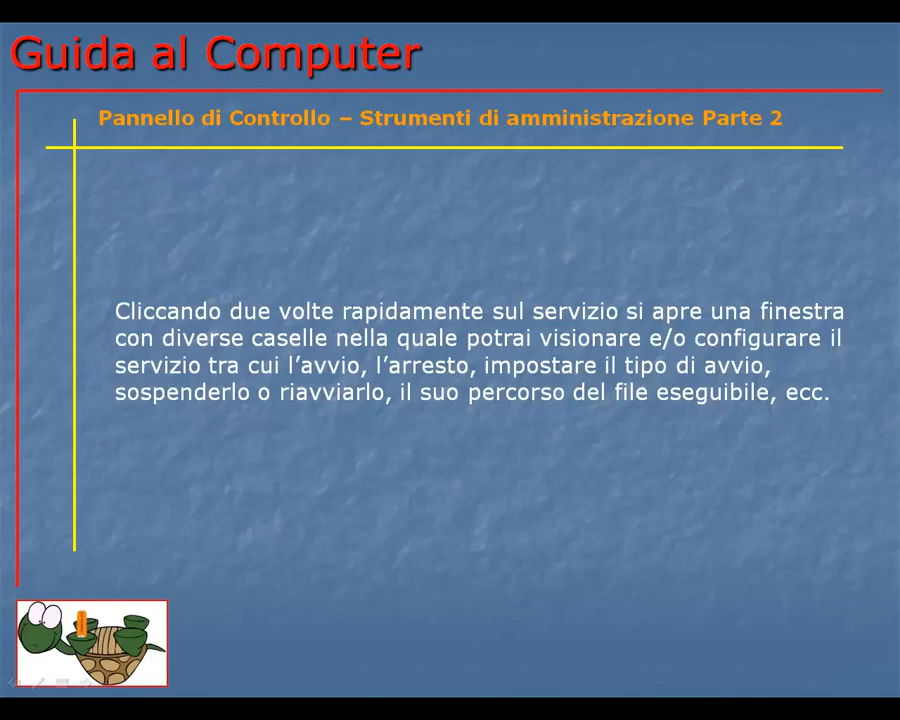 Guida al Computer
Pannello di Controllo – Strumenti di amministrazione Parte 2
Cliccando due volte rapidamente sul servizio si apre una finestra
con diverse caselle nella quale potrai visionare e/o configurare il
servizio tra cui l’avvio, l’arresto, impostare il tipo di avvio,
sospenderlo o riavviarlo, il suo percorso del file eseguibile, ecc.